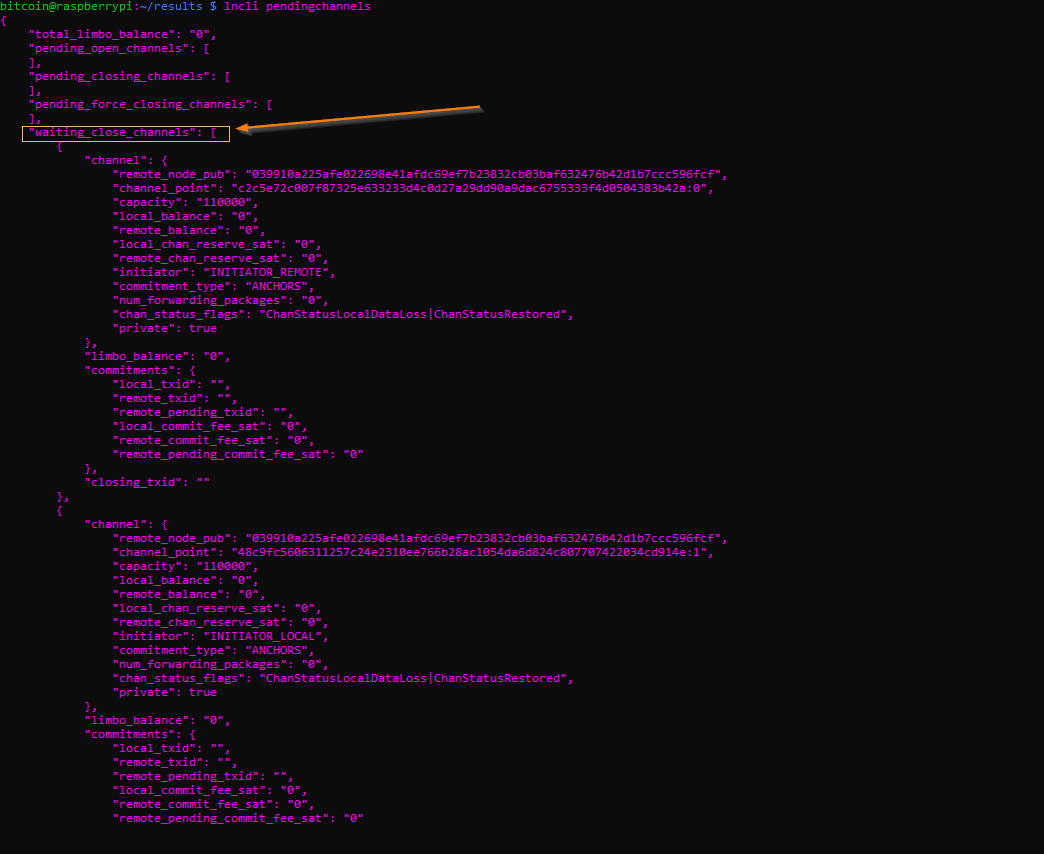 bitcoin@raspberrypi:~/results $ lncli pendingchannels
{
    "total_limbo_balance": "0",
    "pending_open_channels": [
    ],
    "pending_closing_channels": [
    ],
    "pending_force_closing_channels": [
    ],
    "waiting_close_channels": [
        {
            "channel": {
                "remote_node_pub": "039910a225afe022698e41afdc69ef7b23832cb03baf632476b42d1b7ccc596fcf",
                "channel_point": "c2c5e72c007f87325e633233d4c0d27a29dd90a9dac6755333f4d0504383b42a:0",
                "capacity": "110000",
                "local_balance": "0",
                "remote_balance": "0",
                "local_chan_reserve_sat": "0",
                "remote_chan_reserve_sat": "0",
                "initiator": "INITIATOR_REMOTE",
                "commitment_type": "ANCHORS",
                "num_forwarding_packages": "0",
                "chan_status_flags": "ChanStatusLocalDataLoss|ChanStatusRestored",
                "private": true
            },
            "limbo_balance": "0",
            "commitments": {
                "local_txid": "",
                "remote_txid": "",
                "remote_pending_txid": "",
                "local_commit_fee_sat": "0",
                "remote_commit_fee_sat": "0",
                "remote_pending_commit_fee_sat": "0"
            },
            "closing_txid": ""
        },
        {
            "channel": {
                "remote_node_pub": "039910a225afe022698e41afdc69ef7b23832cb03baf632476b42d1b7ccc596fcf",
                "channel_point": "48c9fc5606311257c24e2310ee766b28ac1054da6d824c807707422034cd914e:1",
                "capacity": "110000",
                "local_balance": "0",
                "remote_balance": "0",
                "local_chan_reserve_sat": "0",
                "remote_chan_reserve_sat": "0",
                "initiator": "INITIATOR_LOCAL",
                "commitment_type": "ANCHORS",
                "num_forwarding_packages": "0",
                "chan_status_flags": "ChanStatusLocalDataLoss|ChanStatusRestored",
                "private": true
            },
            "limbo_balance": "0",
            "commitments": {
                "local_txid": "",
                "remote_txid": "",
                "remote_pending_txid": "",
                "local_commit_fee_sat": "0",
                "remote_commit_fee_sat": "0",
                "remote_pending_commit_fee_sat": "0"